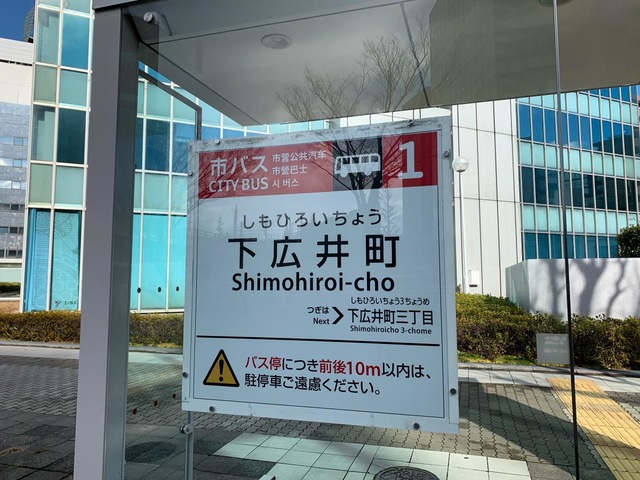 市バス
CITY BUS
市营公共汽车
市營巴士
시 버스
1
しもひろいちょう
下広井町
Shimohiroi-cho
つぎは
Next
しもひろいちょう3ちょうめ
下広井町三丁目
Shimohiroicho 3-chome
バス停につき前後10m以内は、
駐停車ご遠慮ください。